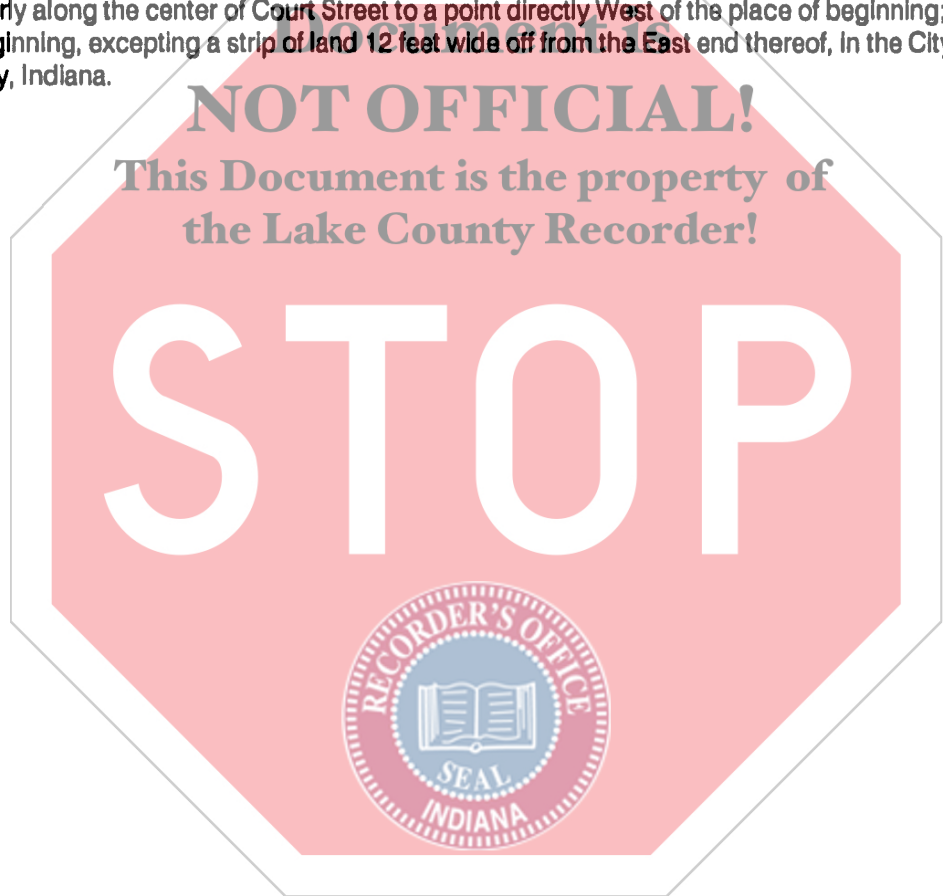 rly along the center of Court Street to a point directly West of the place of beginning;
ginning, excepting a strip of land 12 feet wide off from the East end thereof, in the City
y, Indiana.
Document is
NOT OFFICIAL!
This Document is the property of
the Lake County Recorder!
STOP
RECORDER'S OFFICE
SEAL
INDIANA